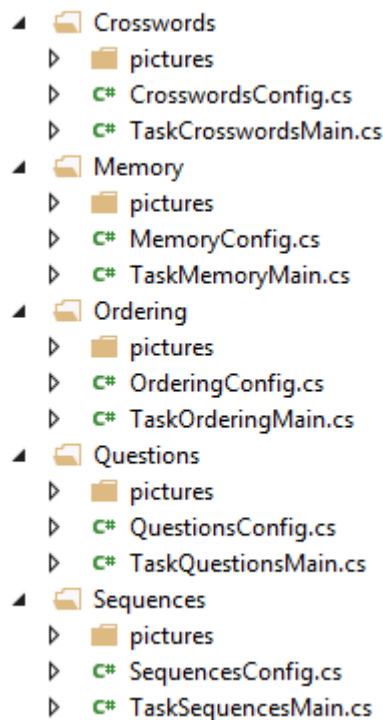 Crosswords
pictures
C# CrosswordsConfig.cs
C# TaskCrosswordsMain.cs
Memory
pictures
C# MemoryConfig.cs
C# TaskMemoryMain.cs
Ordering
pictures
C# OrderingConfig.cs
C# TaskOrderingMain.cs
Questions
pictures
C# QuestionsConfig.cs
C# TaskQuestionsMain.cs
Sequences
pictures
C# SequencesConfig.cs
C# TaskSequencesMain.cs